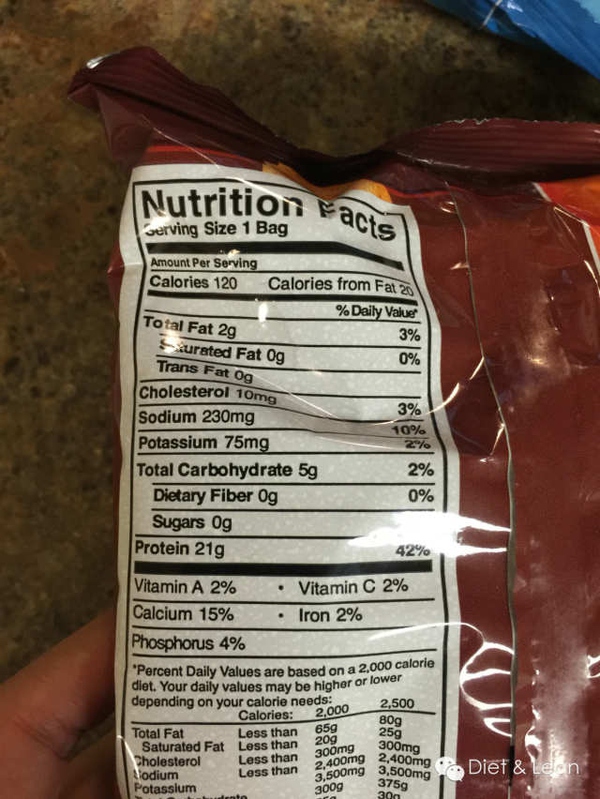 Nutrition Facts
Serving Size 1 Bag
Amount Per Serving
Calories 120 Calories from Fat 20
% Daily Value*
Total Fat 2g 3%
Saturated Fat 0g 0%
Trans Fat 0g
Cholesterol 10mg 3%
Sodium 230mg 10%
Potassium 75mg 2%
Total Carbohydrate 5g 2%
Dietary Fiber 0g 0%
Sugars 0g
Protein 21g 42%
Vitamin A 2% • Vitamin C 2%
Calcium 15% • Iron 2%
Phosphorus 4%
*Percent Daily Values are based on a 2,000 calorie
diet. Your daily values may be higher or lower
depending on your calorie needs:
Calories: 2,000 2,500
Total Fat Less than 65g 80g
Saturated Fat Less than 20g 25g
Cholesterol Less than 300mg 300mg
Sodium Less than 2,400mg 2,400mg
Potassium 3,500mg 3,500mg
Total Carbohydrate 300g 375g
30g
Diet & Lean